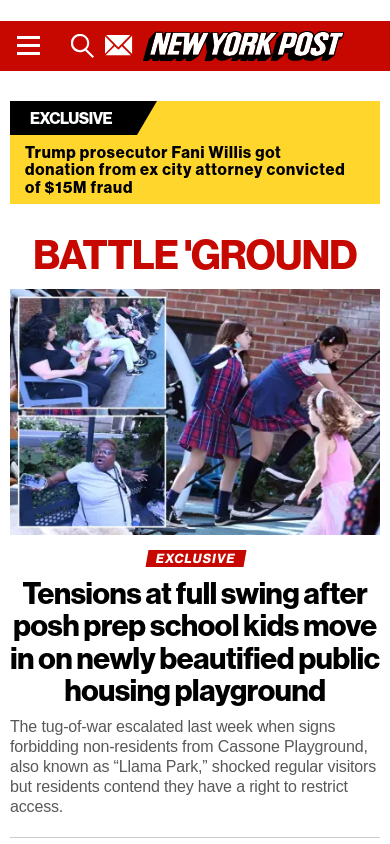 NEW YORK POST
EXCLUSIVE
Trump prosecutor Fani Willis got
donation from ex city attorney convicted
of $15M fraud
BATTLE 'GROUND
EXCLUSIVE
Tensions at full swing after
posh prep school kids move
in on newly beautified public
housing playground
The tug-of-war escalated last week when signs
forbidding non-residents from Cassone Playground,
also known as “Llama Park,” shocked regular visitors
but residents contend they have a right to restrict
access.